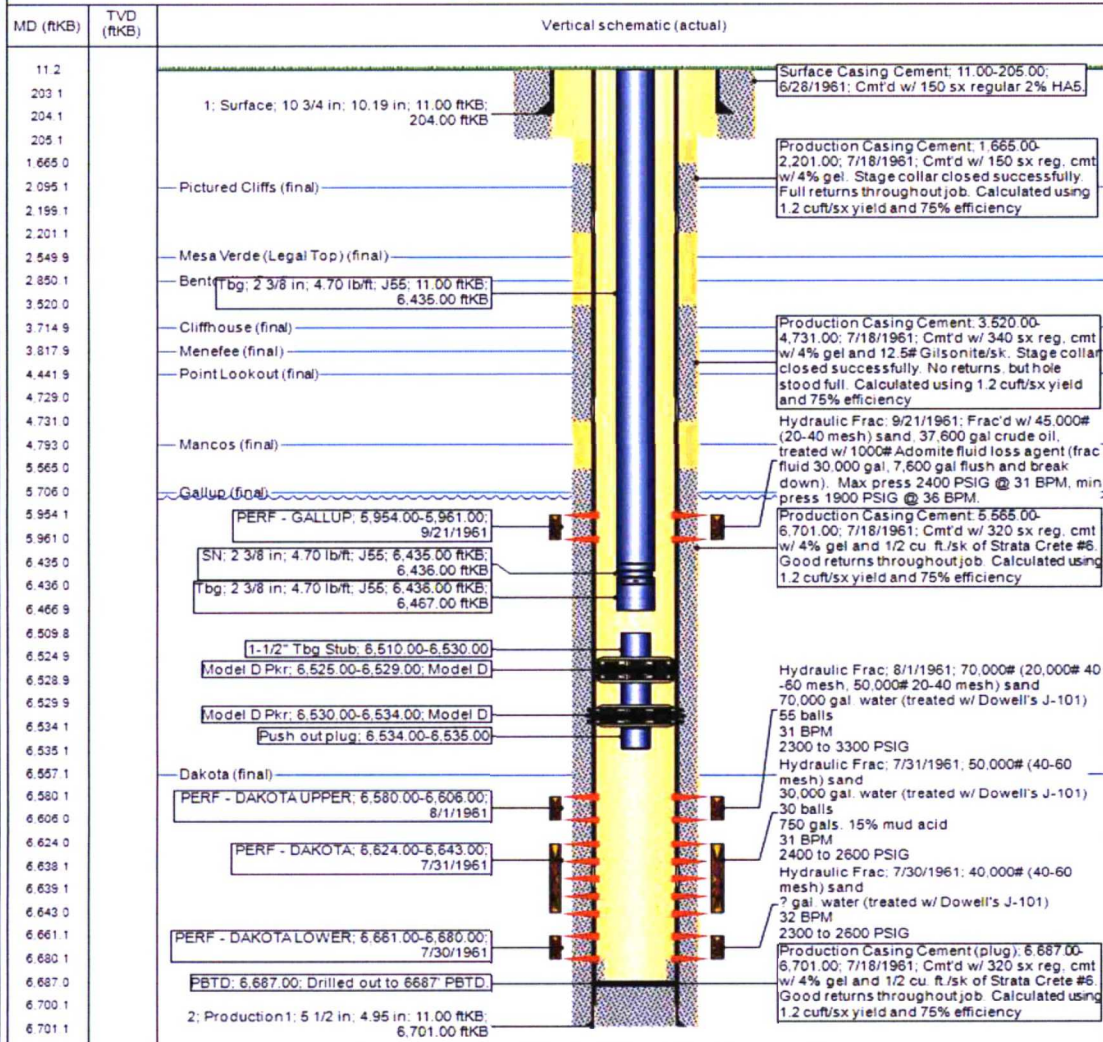 MD (ftKB)
TVD
(ftKB)
Vertical schematic (actual)
11.2
203.1
204.1
205.1
1,665.0
2,095.1
2,199.1
2,201.1
2,549.9
2,850.1
3,520.0
3,714.9
3,817.9
4,441.9
4,729.0
4,731.0
4,793.0
5,565.0
5,706.0
5,954.1
5,961.0
6,435.0
6,436.0
6,466.9
6,509.8
6,524.9
6,528.9
6,529.9
6,534.1
6,535.1
6,557.1
6,580.1
6,606.0
6,624.0
6,638.1
6,639.1
6,643.0
6,661.1
6,680.1
6,687.0
6,700.1
6,701.1
1; Surface; 10 3/4 in; 10.19 in; 11.00 ftKB;
204.00 ftKB
Pictured Cliffs (final)
Mesa Verde (Legal Top) (final)
Tbg; 2 3/8 in; 4.70 lb/ft; J55; 11.00 ftKB;
6,435.00 ftKB
Cliffhouse (final)
Menefee (final)
Point Lookout (final)
Mancos (final)
Gallup (final)
PERF - GALLUP; 5,954.00-5,961.00;
9/21/1961
SN; 2 3/8 in; 4.70 lb/ft; J55; 6,435.00 ftKB;
6,436.00 ftKB
Tbg; 2 3/8 in; 4.70 lb/ft; J55; 6,436.00 ftKB;
6,467.00 ftKB
1-1/2" Tbg Stub; 6,510.00-6,530.00
Model D Pkr; 6,525.00-6,529.00; Model D
Model D Pkr; 6,530.00-6,534.00; Model D
Push out plug; 6,534.00-6,535.00
Dakota (final)
PERF - DAKOTA UPPER; 6,580.00-6,606.00;
8/1/1961
PERF - DAKOTA; 6,624.00-6,643.00;
7/31/1961
PERF - DAKOTA LOWER; 6,661.00-6,680.00;
7/30/1961
PBTD; 6,687.00; Drilled out to 6687' PBTD.
2; Production1; 5 1/2 in; 4.95 in; 11.00 ftKB;
6,701.00 ftKB
Surface Casing Cement; 11.00-205.00;
6/28/1961; Cmt'd w/ 150 sx regular 2% HA5.
Production Casing Cement; 1,665.00-
2,201.00; 7/18/1961; Cmt'd w/ 150 sx reg, cmt
w/ 4% gel. Stage collar closed successfully.
Full returns throughout job. Calculated using
1.2 cuft/sx yield and 75% efficiency
Production Casing Cement; 3,520.00-
4,731.00; 7/18/1961; Cmt'd w/ 340 sx reg, cmt
w/ 4% gel and 12.5# Gilsonite/sk. Stage collar
closed successfully. No returns, but hole
stood full. Calculated using 1.2 cuft/sx yield
and 75% efficiency
Hydraulic Frac; 9/21/1961; Frac'd w/ 45,000#
(20-40 mesh) sand, 37,600 gal crude oil,
treated w/ 1000# Adomite fluid loss agent (frac
fluid 30,000 gal, 7,600 gal flush and break
down). Max press 2400 PSIG @ 31 BPM, min
press 1900 PSIG @ 36 BPM.
Production Casing Cement; 5,565.00-
6,701.00; 7/18/1961; Cmt'd w/ 320 sx reg, cmt
w/ 4% gel and 1/2 cu. ft./sk of Strata Crete #6.
Good returns throughout job. Calculated using
1.2 cuft/sx yield and 75% efficiency
Hydraulic Frac; 8/1/1961; 70,000# (20,000# 40
-60 mesh, 50,000# 20-40 mesh) sand
70,000 gal. water (treated w/ Dowell's J-101)
55 balls
31 BPM
2300 to 3300 PSIG
Hydraulic Frac; 7/31/1961; 50,000# (40-60
mesh) sand
30,000 gal. water (treated w/ Dowell's J-101)
30 balls
750 gals. 15% mud acid
31 BPM
2400 to 2600 PSIG
Hydraulic Frac; 7/30/1961; 40,000# (40-60
mesh) sand
? gal. water (treated w/ Dowell's J-101)
32 BPM
2300 to 2600 PSIG
Production Casing Cement (plug); 6,687.00-
6,701.00; 7/18/1961; Cmt'd w/ 320 sx reg, cmt
w/ 4% gel and 1/2 cu. ft./sk of Strata Crete #6.
Good returns throughout job. Calculated using
1.2 cuft/sx yield and 75% efficiency